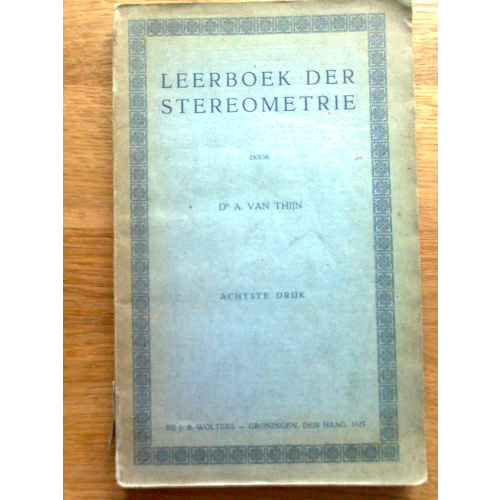 LEERBOEK DER
STEREOMETRIE
DOOR
Dr A. VAN THIJN
ACHTSTE DRUK
BIJ J. B. WOLTERS — GRONINGEN, DEN HAAG, 1925